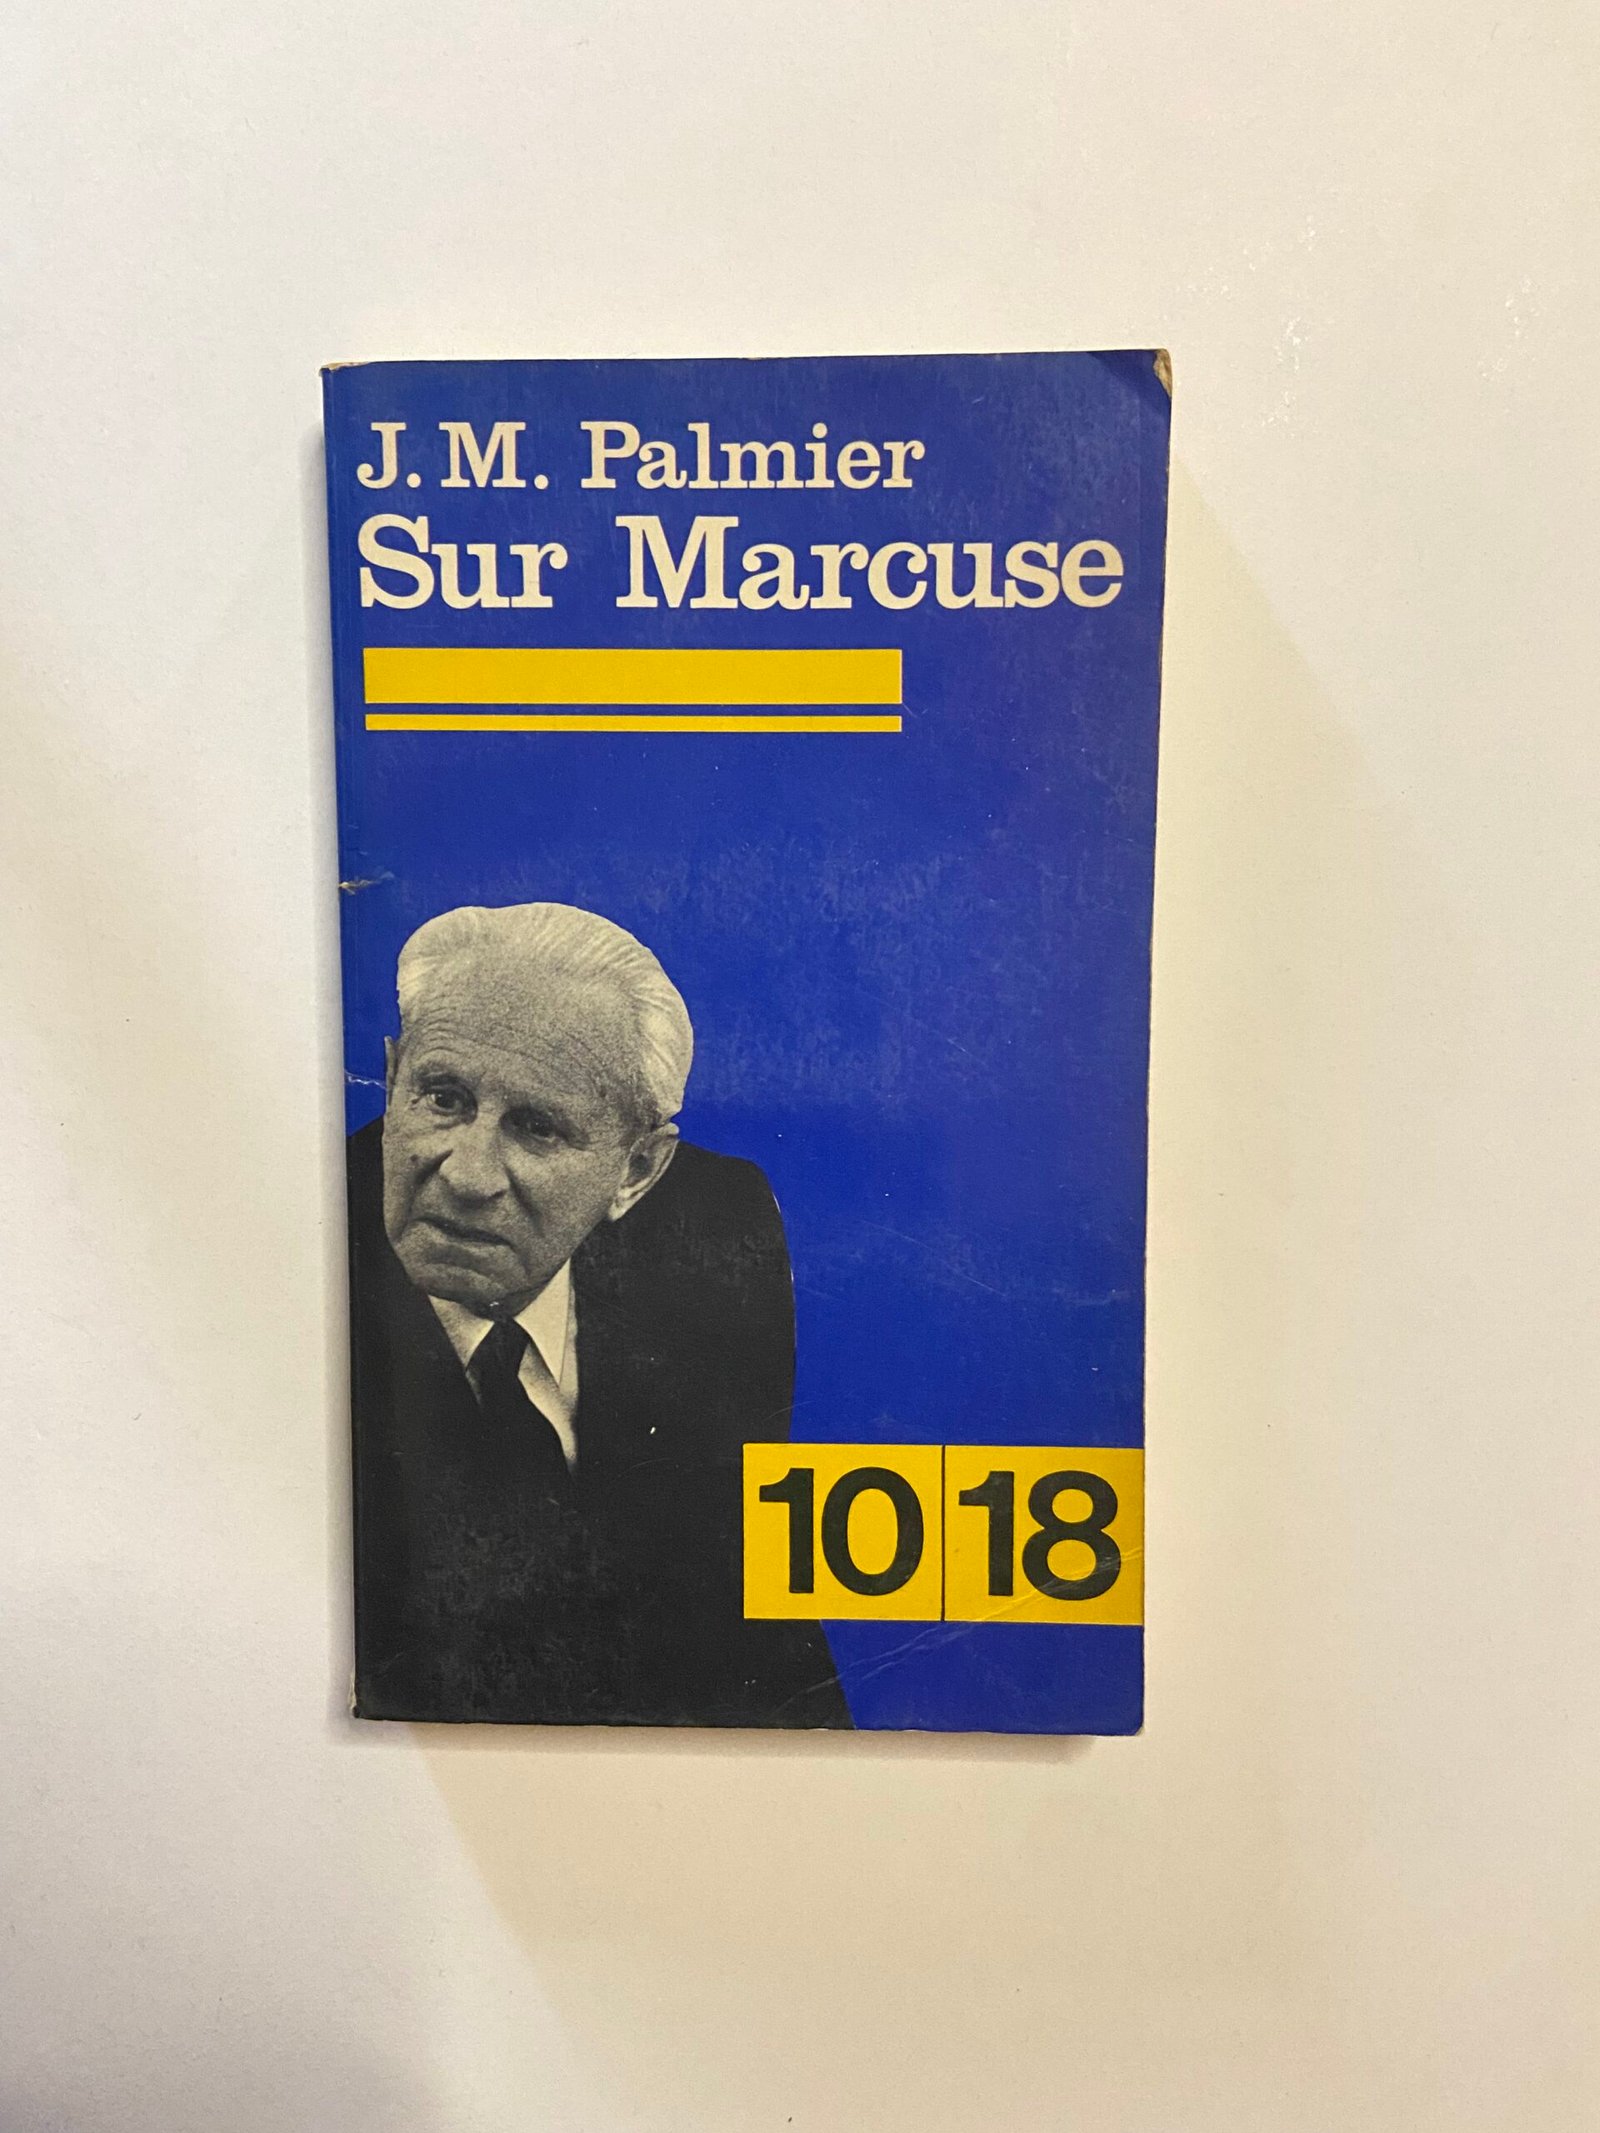 J. M. Palmier
Sur Marcuse
10 18